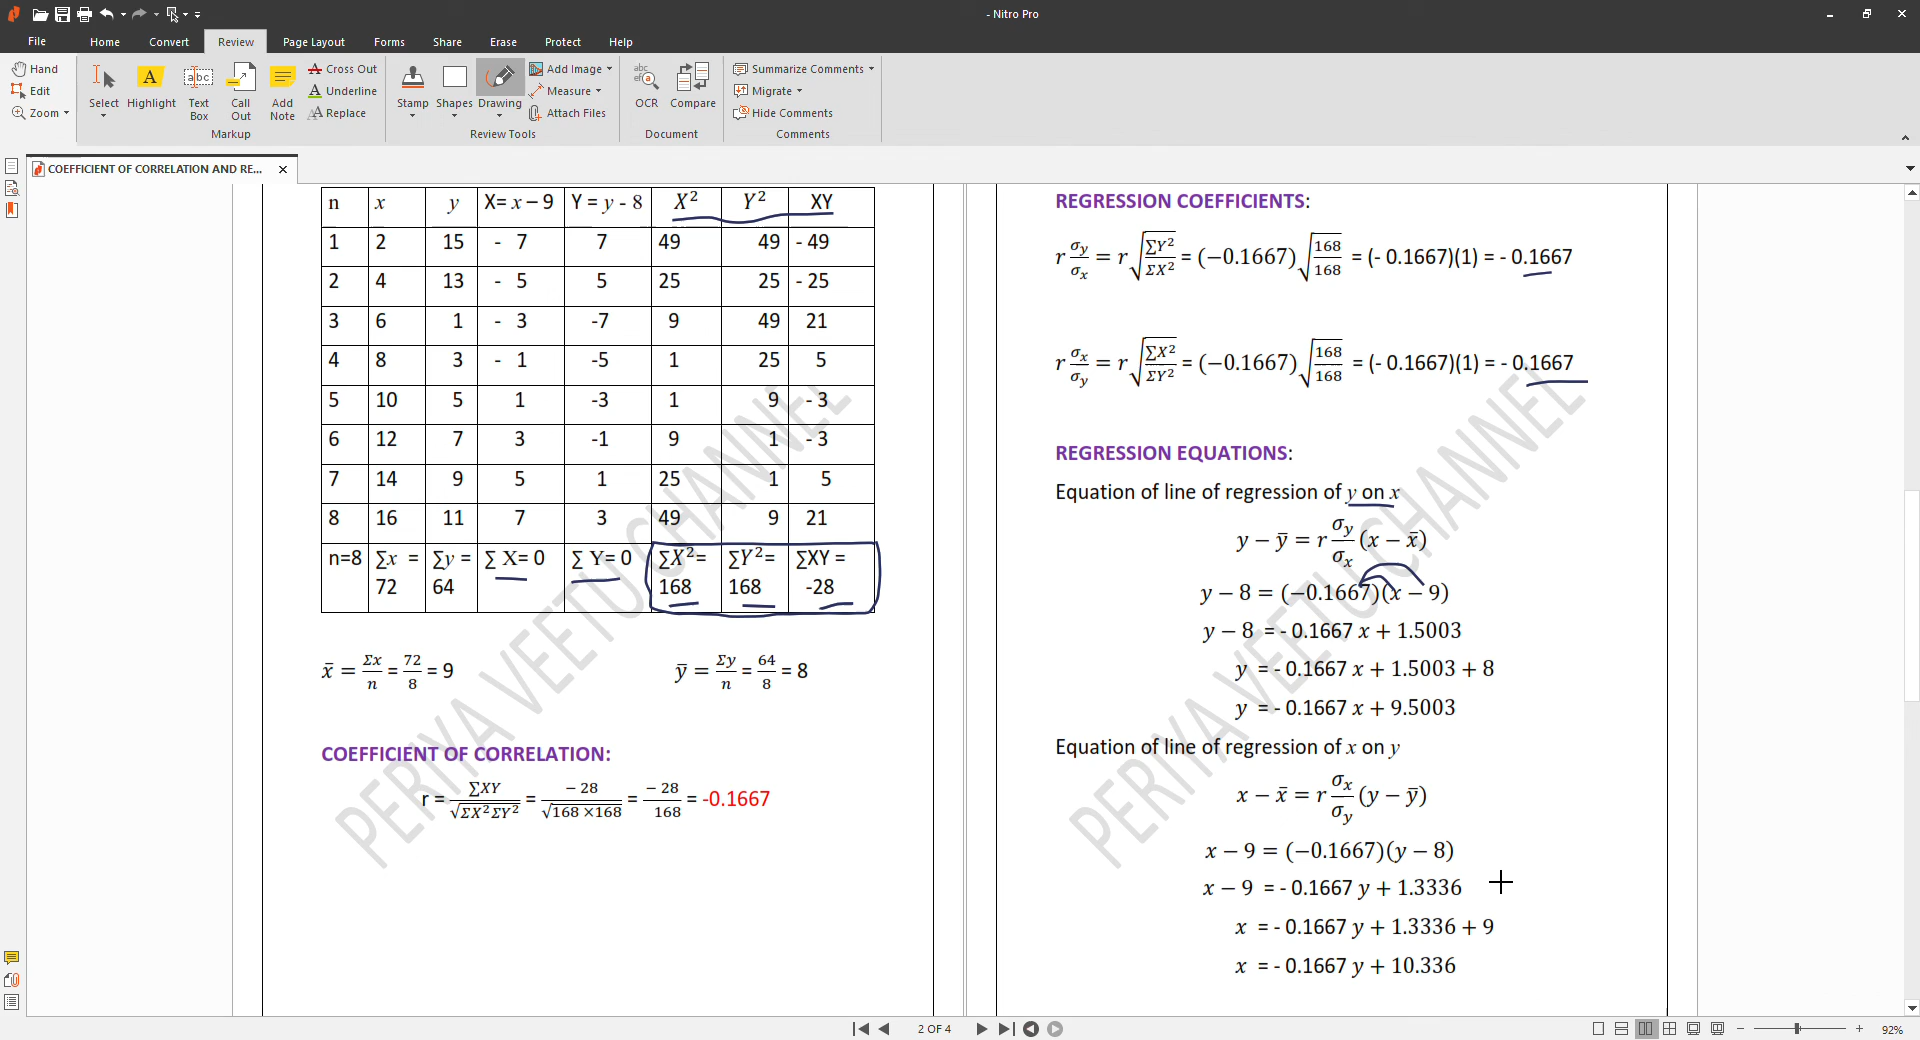 - Nitro Pro
File Home Convert Review Page Layout Forms Share Erase Protect Help
Hand
Edit
Zoom
Select
Highlight
Text Box
Call Out
Add Note
Cross Out
Underline
Replace
Markup
Stamp
Shapes
Drawing
Add Image
Measure
Attach Files
Review Tools
OCR
Compare
Document
Summarize Comments
Migrate
Hide Comments
Comments
COEFFICIENT OF CORRELATION AND RE...
n x y X= x – 9 Y = y - 8 X² Y² XY
1 2 15 - 7 7 49 49 - 49
2 4 13 - 5 5 25 25 - 25
3 6 1 - 3 -7 9 49 21
4 8 3 - 1 -5 1 25 5
5 10 5 1 -3 1 9 - 3
6 12 7 3 -1 9 1 - 3
7 14 9 5 1 25 1 5
8 16 11 7 3 49 9 21
n=8 ∑x = 72 ∑y = 64 ∑ X= 0 ∑ Y= 0 ∑X²= 168 ∑Y²= 168 ∑XY = -28
x̄ = Σx/n = 72/8 = 9 ȳ = Σy/n = 64/8 = 8
COEFFICIENT OF CORRELATION:
r = ∑XY/√(ΣX²ΣY²) = − 28/√(168 ×168) = − 28/168 = -0.1667
PERIYA VEETU CHANNEL
REGRESSION COEFFICIENTS:
r σy/σx = r √(∑Y²/ΣX²) = (−0.1667) √(168/168) = (- 0.1667)(1) = - 0.1667
r σx/σy = r √(∑X²/ΣY²) = (−0.1667) √(168/168) = (- 0.1667)(1) = - 0.1667
REGRESSION EQUATIONS:
Equation of line of regression of y on x
y − ȳ = r σy/σx (x − x̄)
y − 8 = (−0.1667)(x − 9)
y − 8 = - 0.1667 x + 1.5003
y = - 0.1667 x + 1.5003 + 8
y = - 0.1667 x + 9.5003
Equation of line of regression of x on y
x − x̄ = r σx/σy (y − ȳ)
x − 9 = (−0.1667)(y − 8)
x − 9 = - 0.1667 y + 1.3336
x = - 0.1667 y + 1.3336 + 9
x = - 0.1667 y + 10.336
PERIYA VEETU CHANNEL
2 OF 4
92%